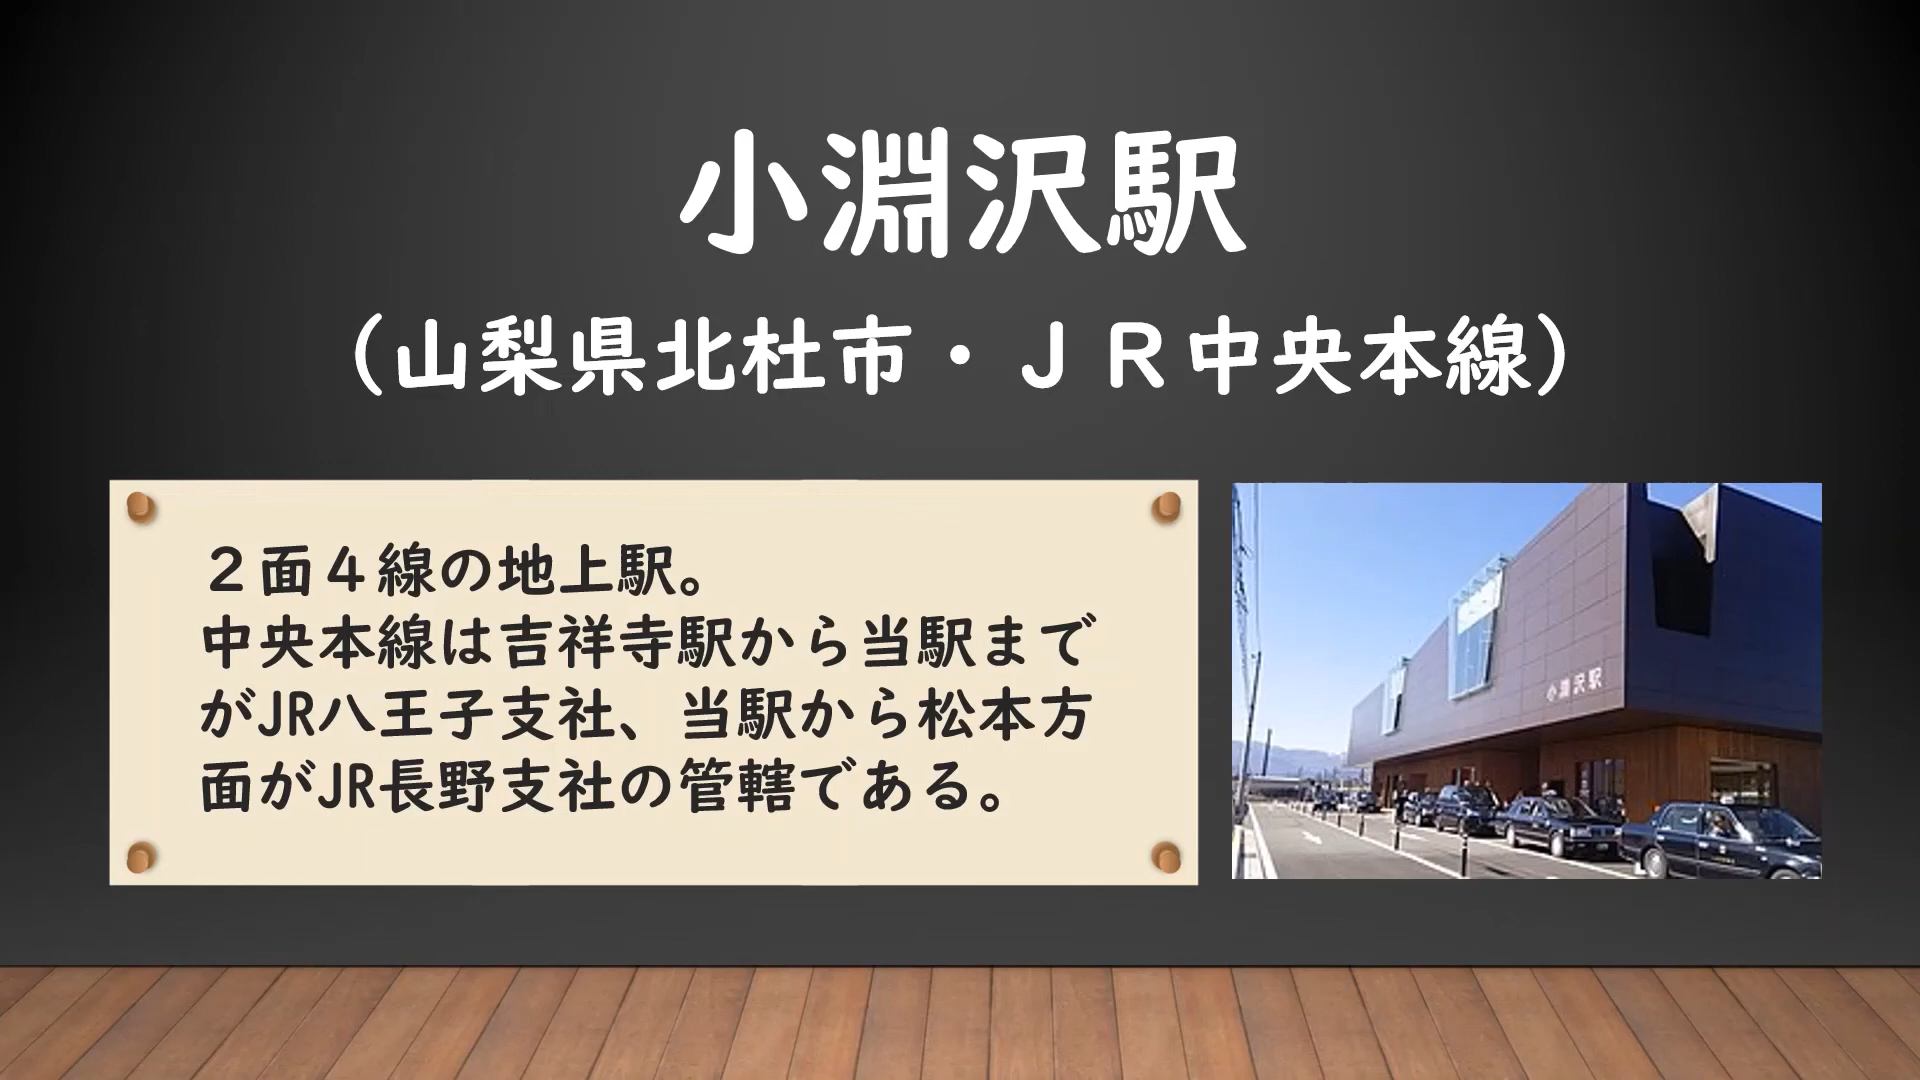 小淵沢駅
（山梨県北杜市・ＪＲ中央本線）
２面４線の地上駅。
中央本線は吉祥寺駅から当駅まで
がJR八王子支社、当駅から松本方
面がJR長野支社の管轄である。
小淵沢駅